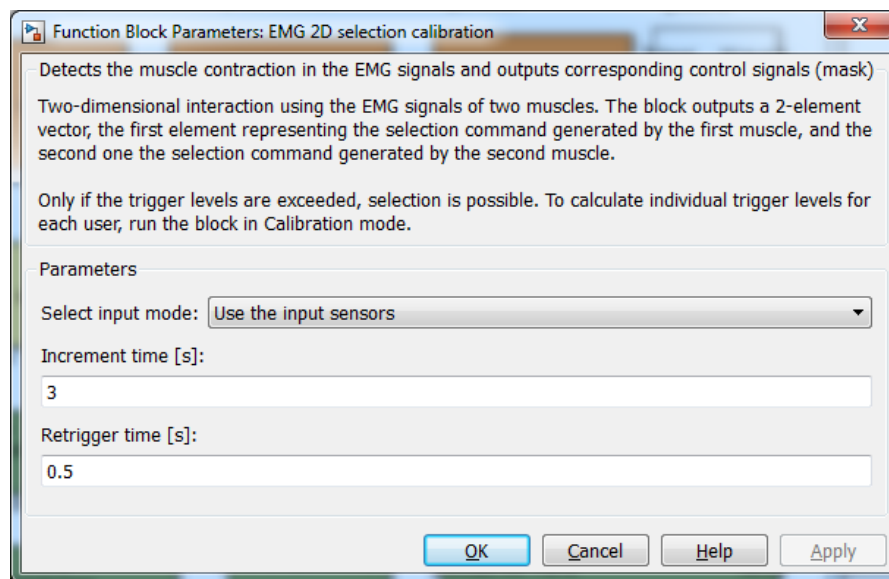 Function Block Parameters: EMG 2D selection calibration
Detects the muscle contraction in the EMG signals and outputs corresponding control signals (mask)
Two-dimensional interaction using the EMG signals of two muscles. The block outputs a 2-element
vector, the first element representing the selection command generated by the first muscle, and the
second one the selection command generated by the second muscle.
Only if the trigger levels are exceeded, selection is possible. To calculate individual trigger levels for
each user, run the block in Calibration mode.
Parameters
Select input mode: Use the input sensors
Increment time [s]:
3
Retrigger time [s]:
0.5
OK Cancel Help Apply